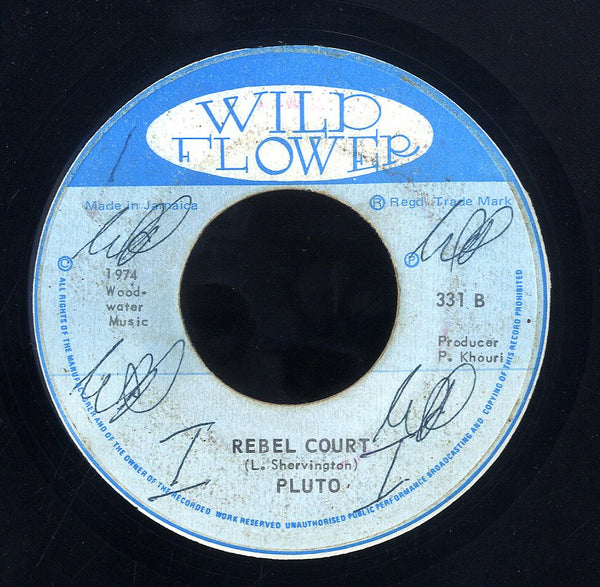 WILD
FLOWER
Made in Jamaica
® Regd. Trade Mark
©
1974
Wood-
water
Music
℗
331 B
Producer
P. Khouri
REBEL COURT
(L. Shervington)
PLUTO
ALL RIGHTS OF THE MANUFACTURER AND OF THE OWNER OF THE RECORDED WORK RESERVED UNAUTHORISED PUBLIC PERFORMANCE BROADCASTING AND COPYING OF THIS RECORD PROHIBITED
I
I